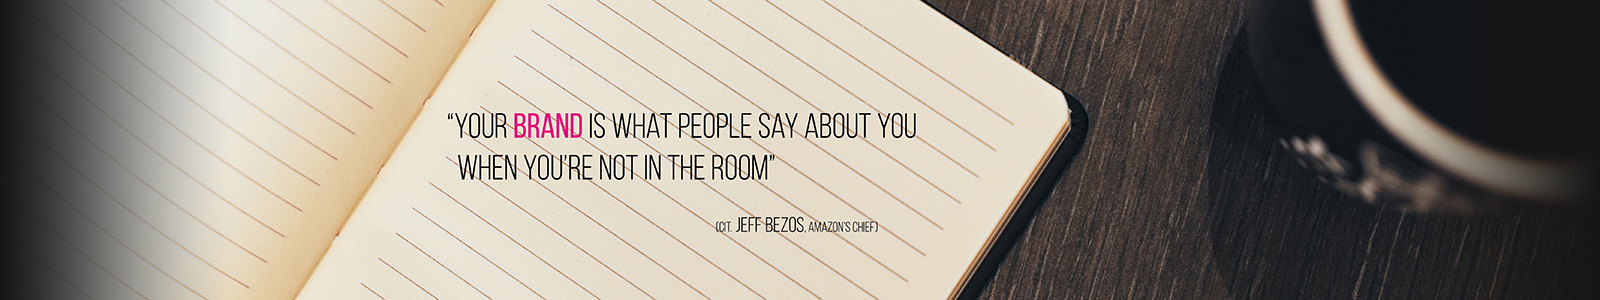 “YOUR BRAND IS WHAT PEOPLE SAY ABOUT YOU
WHEN YOU’RE NOT IN THE ROOM”
(CIT. JEFF BEZOS, AMAZON’S CHIEF)